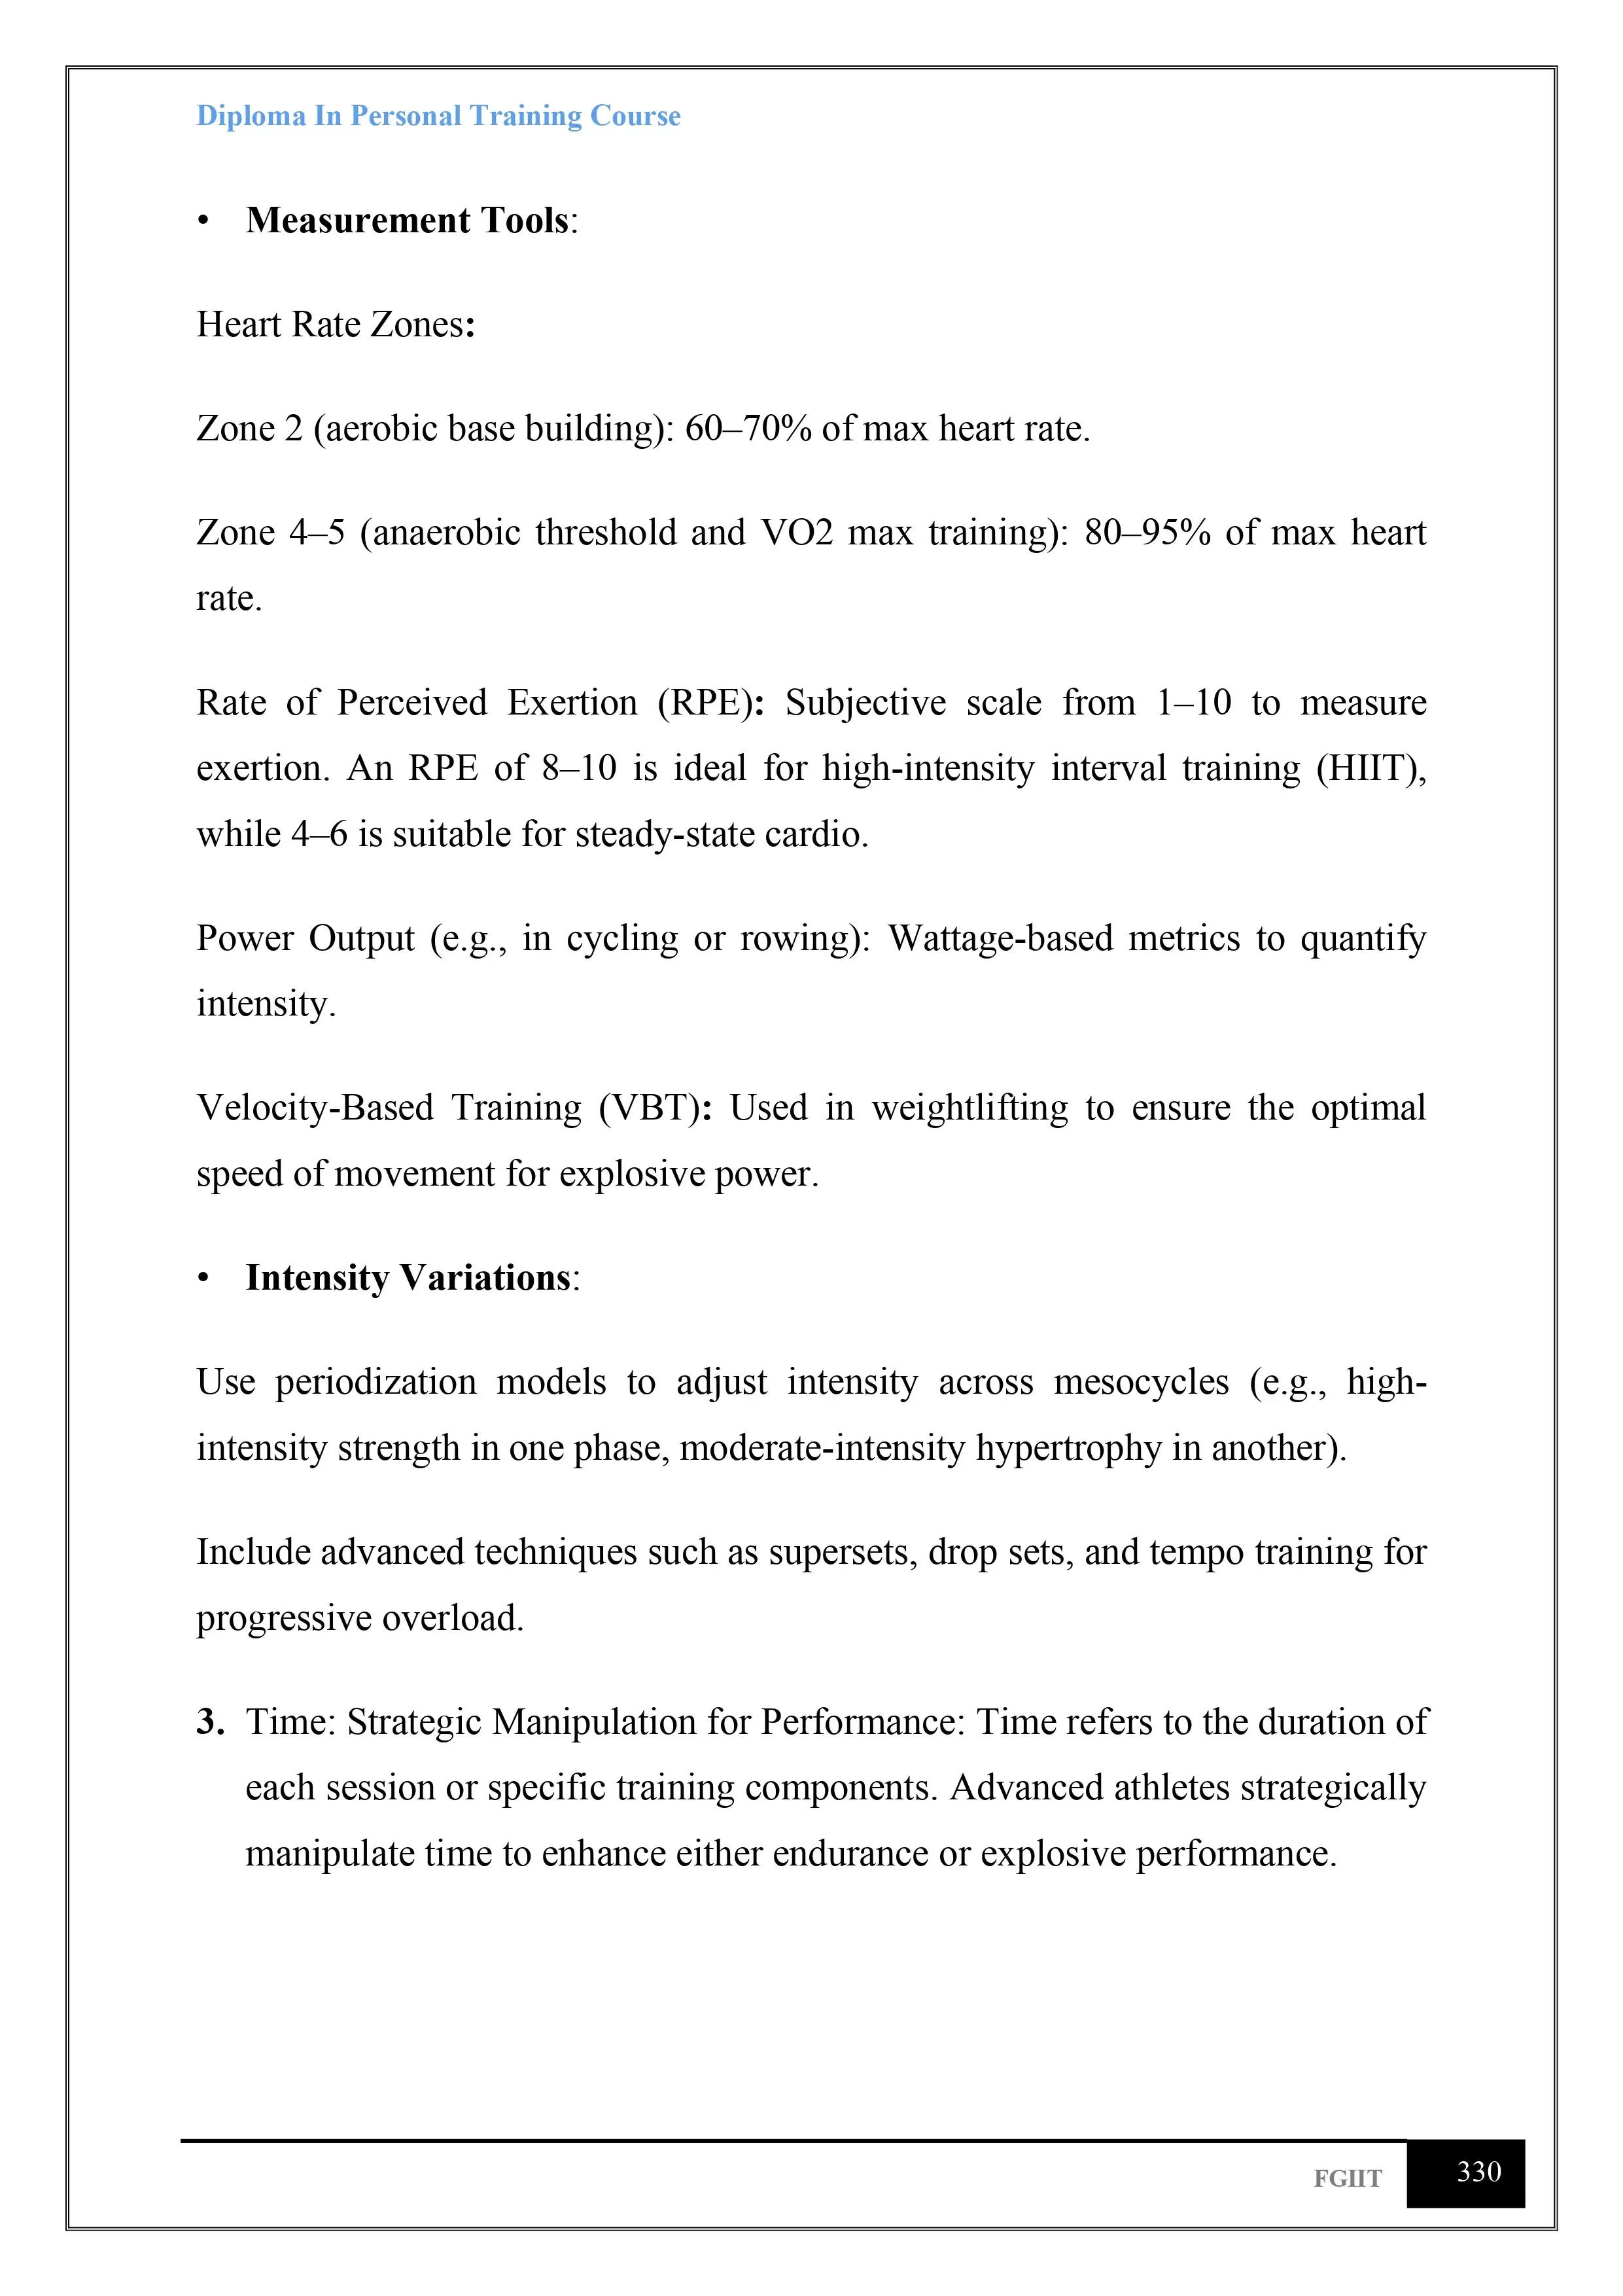 Diploma In Personal Training Course
• Measurement Tools:
Heart Rate Zones:
Zone 2 (aerobic base building): 60–70% of max heart rate.
Zone 4–5 (anaerobic threshold and VO2 max training): 80–95% of max heart
rate.
Rate of Perceived Exertion (RPE): Subjective scale from 1–10 to measure
exertion. An RPE of 8–10 is ideal for high-intensity interval training (HIIT),
while 4–6 is suitable for steady-state cardio.
Power Output (e.g., in cycling or rowing): Wattage-based metrics to quantify
intensity.
Velocity-Based Training (VBT): Used in weightlifting to ensure the optimal
speed of movement for explosive power.
• Intensity Variations:
Use periodization models to adjust intensity across mesocycles (e.g., high-
intensity strength in one phase, moderate-intensity hypertrophy in another).
Include advanced techniques such as supersets, drop sets, and tempo training for
progressive overload.
3. Time: Strategic Manipulation for Performance: Time refers to the duration of
each session or specific training components. Advanced athletes strategically
manipulate time to enhance either endurance or explosive performance.
FGIIT 330